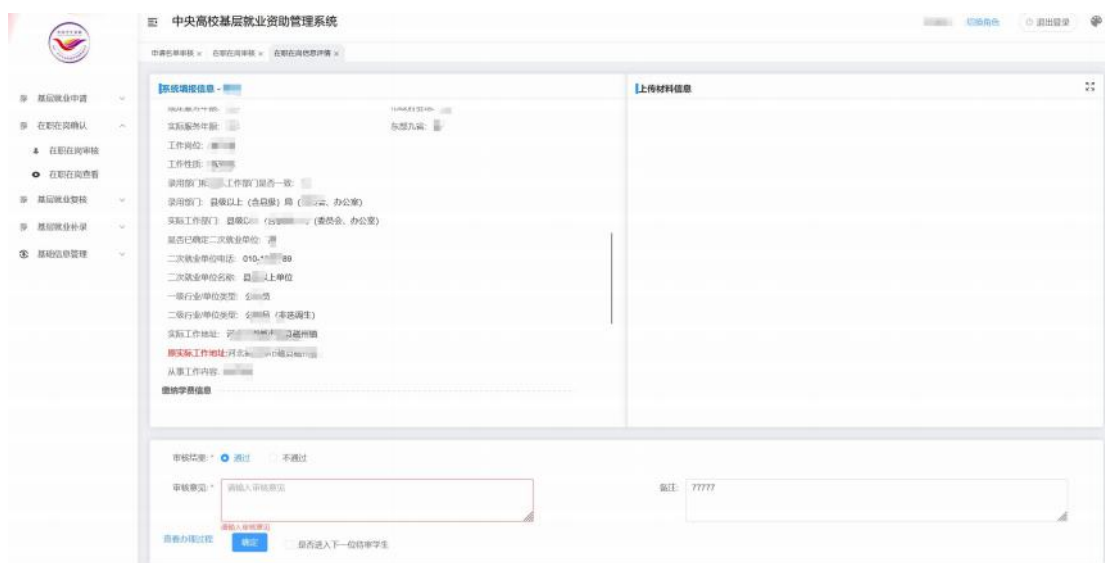 中央高校基层就业资助管理系统
切换角色
退出登录
申请名单审核 ×
在职在岗审核 ×
在职在岗信息详情 ×
基层就业申请
在职在岗确认
在职在岗审核
在职在岗查看
基层就业复核
基层就业补录
基础信息管理
系统填报信息 -
实际服务年限:
东部九省:
工作岗位:
工作性质:
录用部门 工作部门是否一致:
录用部门: 县级以上（含县级）局（ 、办公室）
实际工作部门: 县级 （委员会、办公室）
是否已确定二次就业单位:
二次就业单位电话: 010- 89
二次就业单位名称: 县 以上单位
一级行业/单位类型:
二级行业/单位类型: （非选调生）
实际工作地址:
原实际工作地址:河北
从事工作内容:
缴纳学费信息
上传材料信息
审核结果: * 通过 不通过
审核意见: * 请输入审核意见
备注: 77777
请输入审核意见
查看办理过程
确定
是否进入下一位待审学生